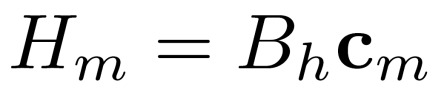 $H_m = B_h \mathbf{c}_m$